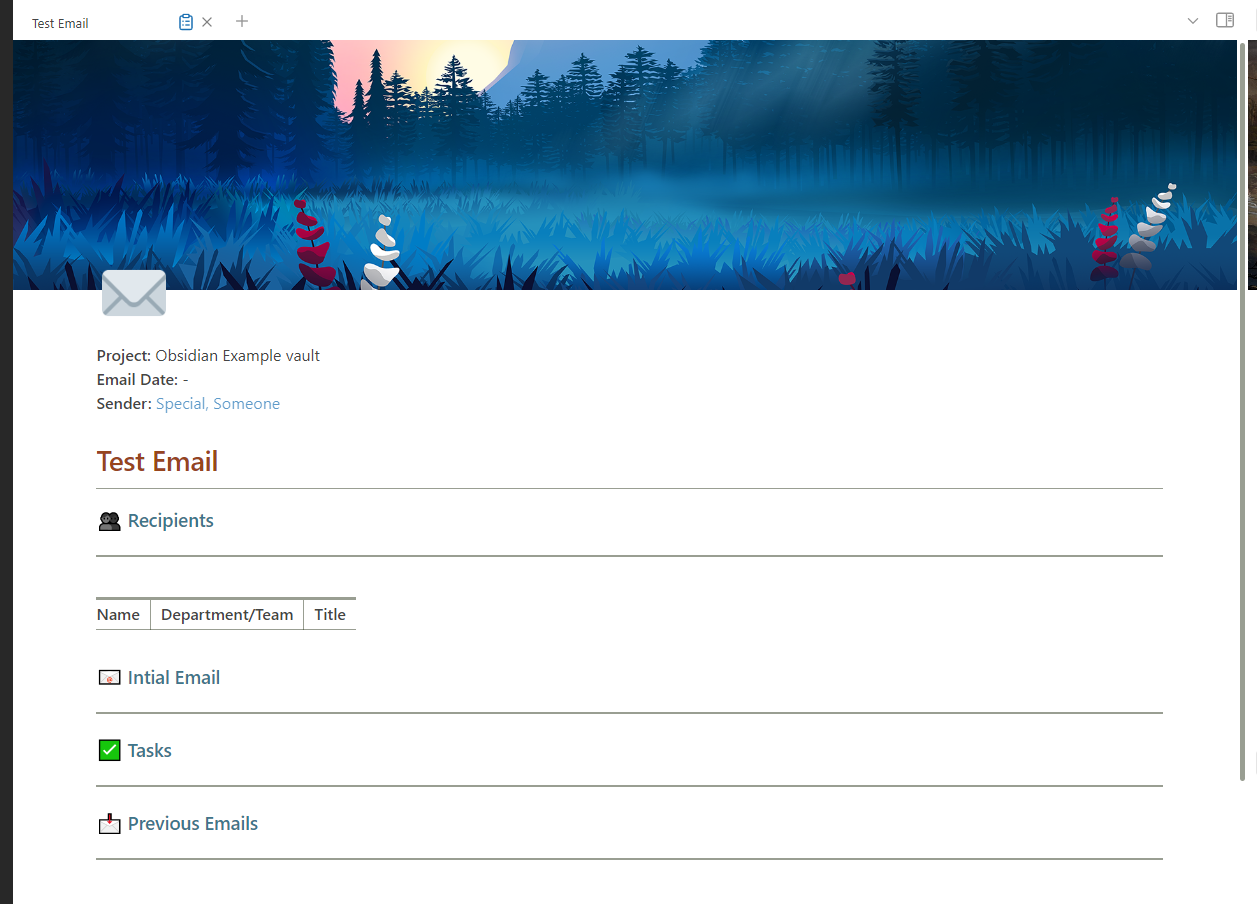 Test Email
Project: Obsidian Example vault
Email Date: -
Sender: Special, Someone
Test Email
Recipients
Name Department/Team Title
Intial Email
Tasks
Previous Emails